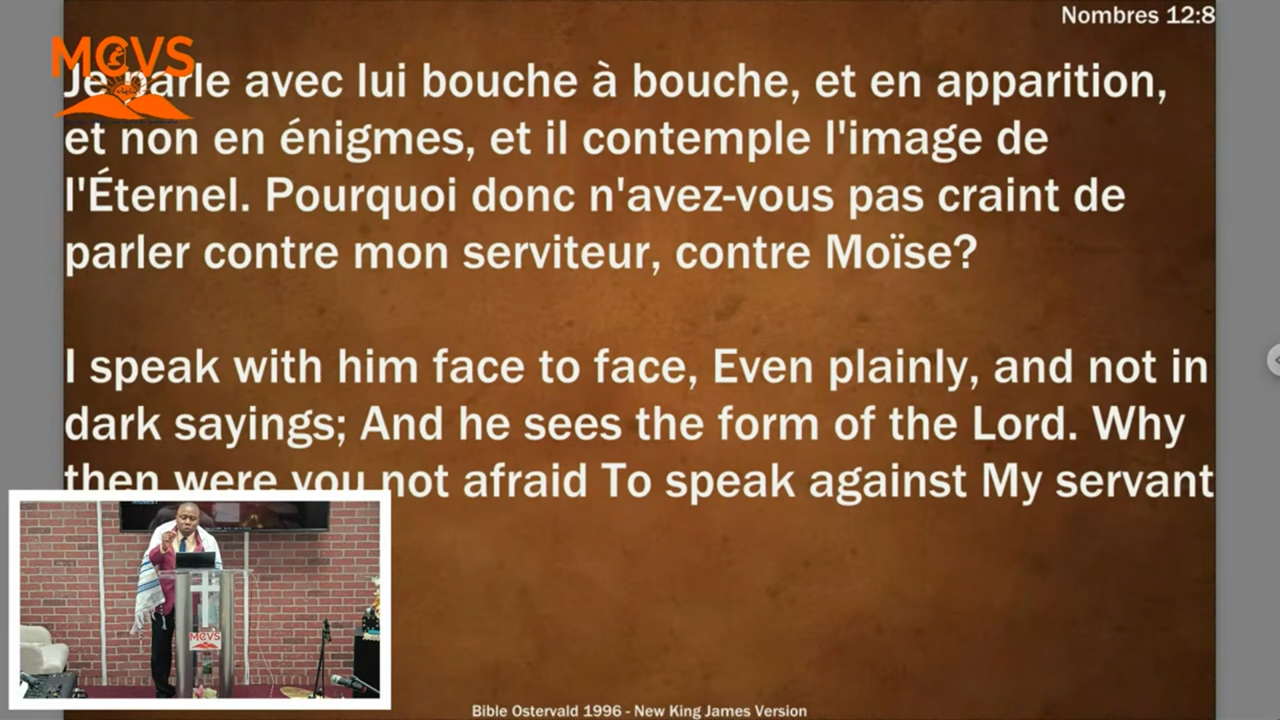 Nombres 12:8
MCVS
Je parle avec lui bouche à bouche, et en apparition,
et non en énigmes, et il contemple l'image de
l'Éternel. Pourquoi donc n'avez-vous pas craint de
parler contre mon serviteur, contre Moïse?
I speak with him face to face, Even plainly, and not in
dark sayings; And he sees the form of the Lord. Why
then were you not afraid To speak against My servant
MCVS
Bible Ostervald 1996 - New King James Version